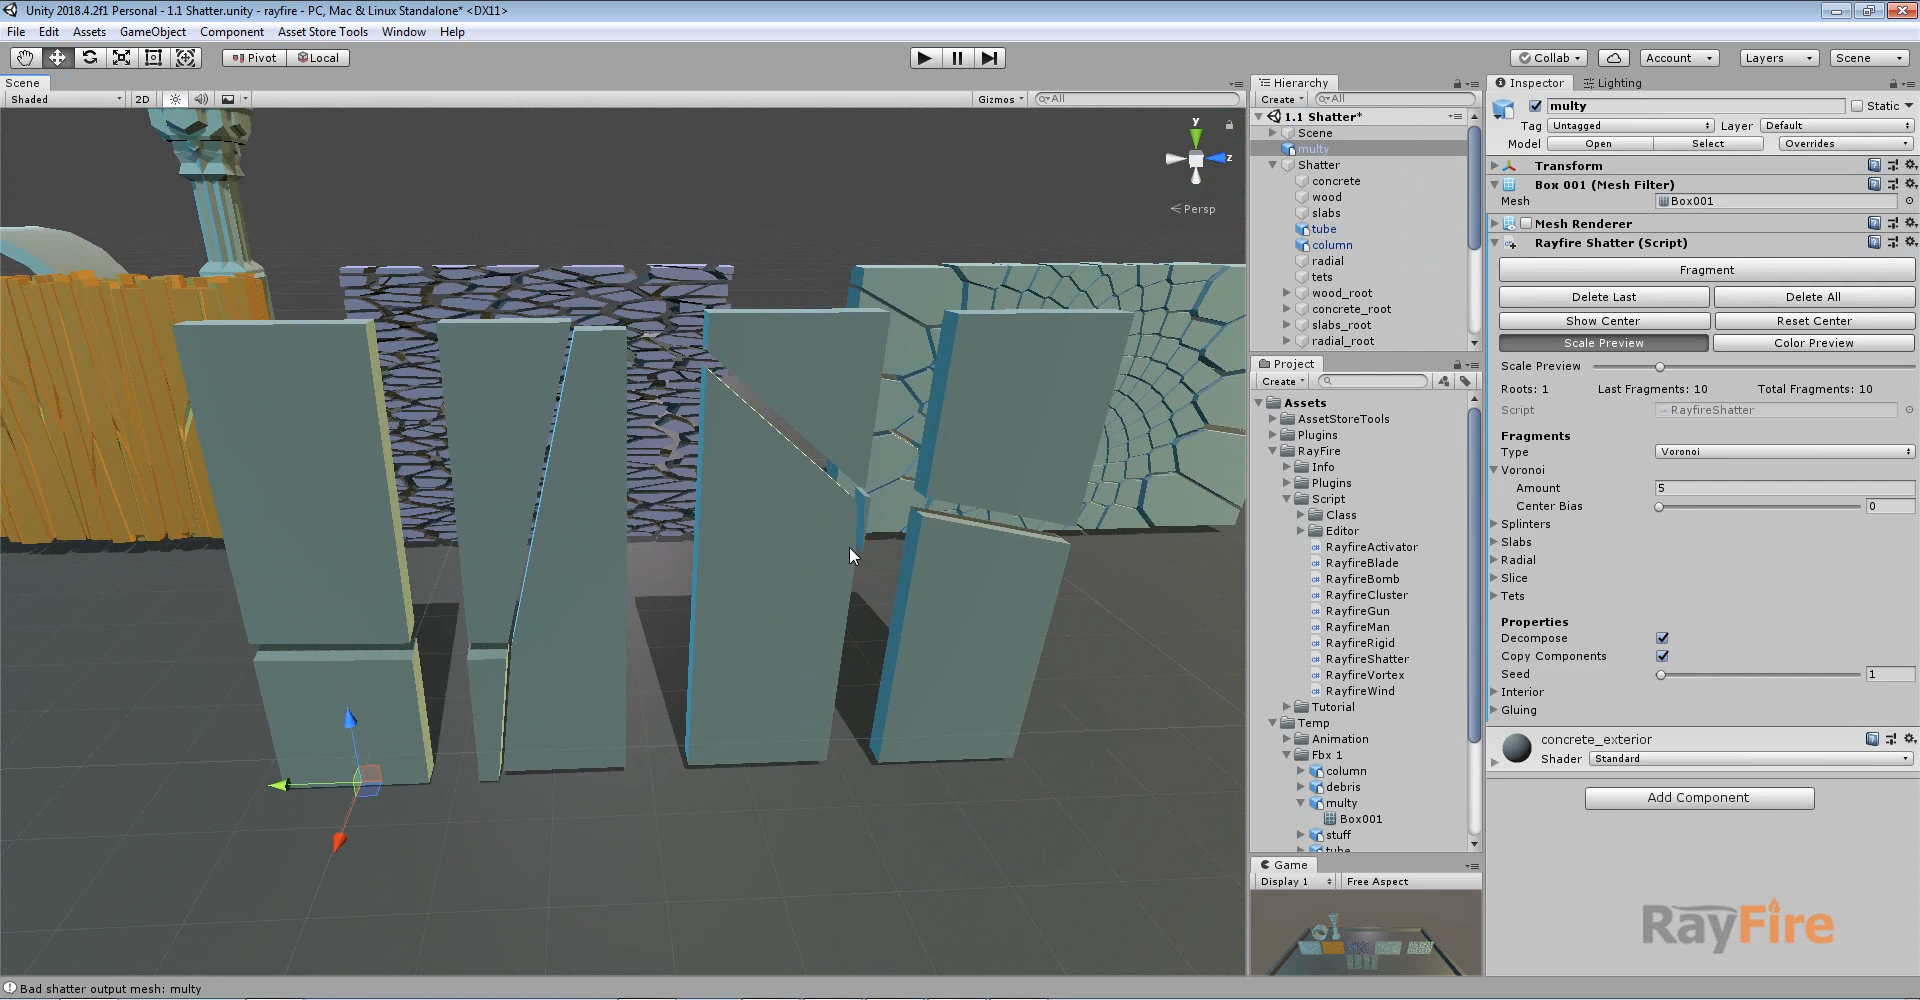 Unity 2018.4.2f1 Personal - 1.1 Shatter.unity - rayfire - PC, Mac & Linux Standalone* <DX11>
File Edit Assets GameObject Component Asset Store Tools Window Help
Pivot Local
Collab Account Layers Scene
Scene
Shaded 2D Gizmos All
y
z
Persp
Hierarchy
Create All
1.1 Shatter*
Scene
multy
Shatter
concrete
wood
slabs
tube
column
radial
tets
wood_root
concrete_root
slabs_root
radial_root
Project
Create
Assets
AssetStoreTools
Plugins
RayFire
Info
Plugins
Script
Class
Editor
RayfireActivator
RayfireBlade
RayfireBomb
RayfireCluster
RayfireGun
RayfireMan
RayfireRigid
RayfireShatter
RayfireVortex
RayfireWind
Tutorial
Temp
Animation
Fbx 1
column
debris
multy
Box001
stuff
tube
Game
Display 1 Free Aspect
Inspector Lighting
multy Static
Tag Untagged Layer Default
Model Open Select Overrides
Transform
Box 001 (Mesh Filter)
Mesh Box001
Mesh Renderer
Rayfire Shatter (Script)
Fragment
Delete Last Delete All
Show Center Reset Center
Scale Preview Color Preview
Scale Preview
Roots: 1 Last Fragments: 10 Total Fragments: 10
Script RayfireShatter
Fragments
Type Voronoi
Voronoi
Amount 5
Center Bias 0
Splinters
Slabs
Radial
Slice
Tets
Properties
Decompose
Copy Components
Seed 1
Interior
Gluing
concrete_exterior
Shader Standard
Add Component
RayFire
Bad shatter output mesh: multy